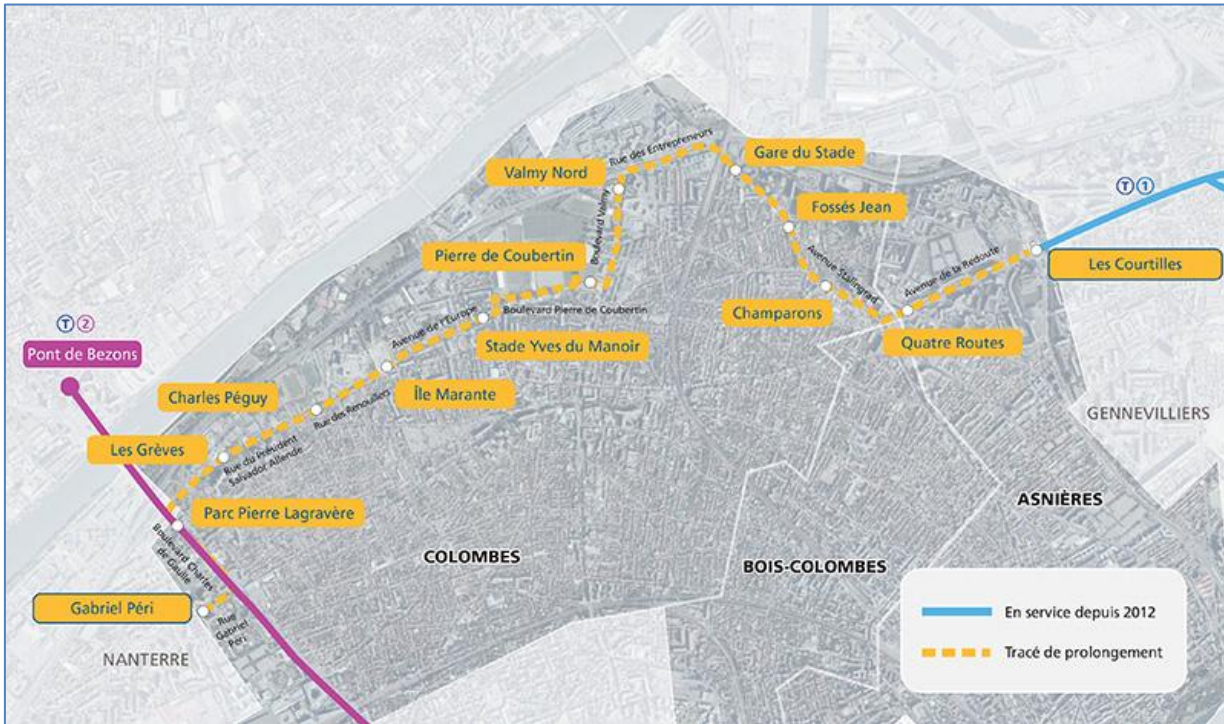 Rue des Entrepreneurs
Gare du Stade
Valmy Nord
T 1
Boulevard Valmy
Fossés Jean
Pierre de Coubertin
Avenue Stalingrad
Avenue de la Redoute
Les Courtilles
Avenue de l'Europe
Boulevard Pierre de Coubertin
Champarons
T 2
Pont de Bezons
Stade Yves du Manoir
Quatre Routes
Charles Péguy
Rue des Renouillers
Île Marante
GENNEVILLIERS
Les Grèves
Rue du Président
Salvador Allende
ASNIÈRES
Parc Pierre Lagravère
Boulevard Charles
de Gaulle
COLOMBES
BOIS-COLOMBES
Gabriel Péri
Rue
Gabriel
Péri
NANTERRE
En service depuis 2012
Tracé de prolongement